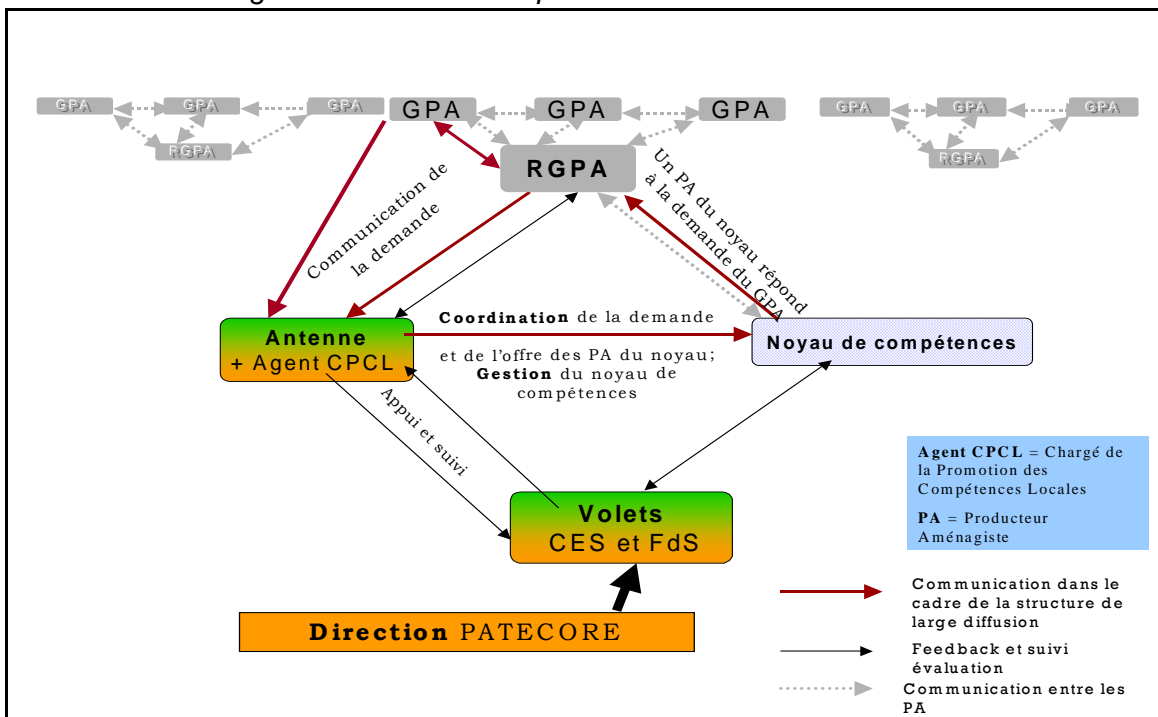 GPA
GPA
GPA
GPA
GPA
GPA
GPA
GPA
GPA
RGPA
RGPA
RGPA
Communication de
la demande
Un PA du noyau répond
à la demande du GPA
Antenne
+ Agent CPCL
Coordination de la demande
et de l'offre des PA du noyau;
Gestion du noyau de
compétences
Noyau de compétences
Appui et suivi
Volets
CES et FdS
Direction PATECORE
Agent CPCL = Chargé de
la Promotion des
Compétences Locales
PA = Producteur
Aménagiste
Communication dans le
cadre de la structure de
large diffusion
Feedback et suivi
évaluation
Communication entre les
PA